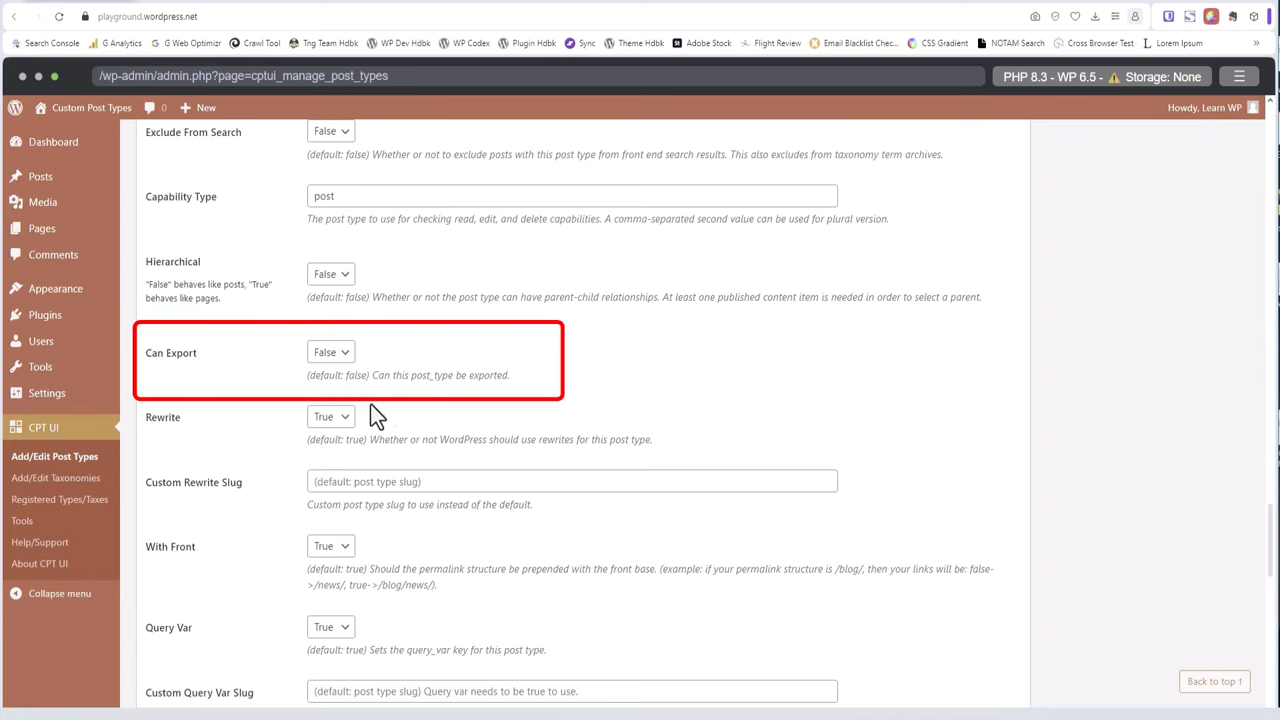 playground.wordpress.net
Search Console G Analytics G Web Optimizr Crawl Tool Tng Team Hdbk WP Dev Hdbk WP Codex Plugin Hdbk Sync Theme Hdbk Adobe Stock Flight Review Email Blacklist Chec... CSS Gradient NOTAM Search Cross Browser Test Lorem Ipsum »
/wp-admin/admin.php?page=cptui_manage_post_types PHP 8.3 - WP 6.5 - ⚠ Storage: None
Custom Post Types 0 + New Howdy, Learn WP
Dashboard
Posts
Media
Pages
Comments
Appearance
Plugins
Users
Tools
Settings
CPT UI
Add/Edit Post Types
Add/Edit Taxonomies
Registered Types/Taxes
Tools
Help/Support
About CPT UI
Collapse menu
Exclude From Search False
(default: false) Whether or not to exclude posts with this post type from front end search results. This also excludes from taxonomy term archives.
Capability Type post
The post type to use for checking read, edit, and delete capabilities. A comma-separated second value can be used for plural version.
Hierarchical False
"False" behaves like posts, "True"
behaves like pages.
(default: false) Whether or not the post type can have parent-child relationships. At least one published content item is needed in order to select a parent.
Can Export False
(default: false) Can this post_type be exported.
Rewrite True
(default: true) Whether or not WordPress should use rewrites for this post type.
Custom Rewrite Slug (default: post type slug)
Custom post type slug to use instead of the default.
With Front True
(default: true) Should the permalink structure be prepended with the front base. (example: if your permalink structure is /blog/, then your links will be: false-
>/news/, true->/blog/news/).
Query Var True
(default: true) Sets the query_var key for this post type.
Custom Query Var Slug (default: post type slug) Query var needs to be true to use.
Back to top ↑